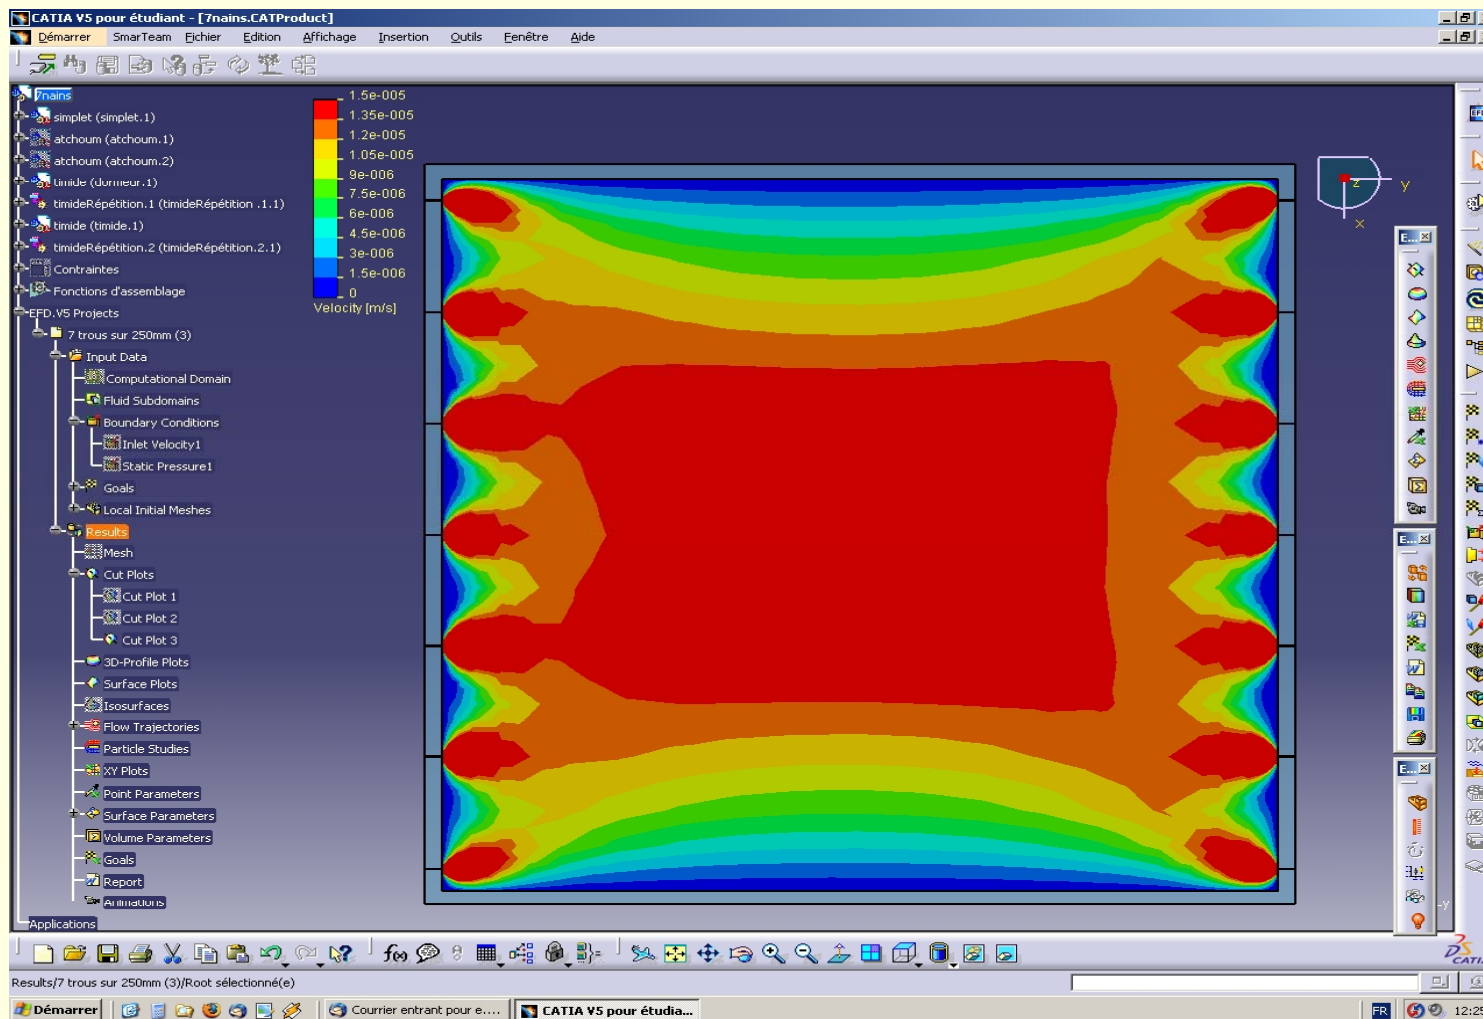 CATIA V5 pour étudiant - [7nains.CATProduct]
Démarrer SmarTeam Fichier Edition Affichage Insertion Outils Fenêtre Aide
7nains
simplet (simplet.1)
atchoum (atchoum.1)
atchoum (atchoum.2)
timide (dormeur.1)
timideRépétition.1 (timideRépétition .1.1)
timide (timide.1)
timideRépétition.2 (timideRépétition.2.1)
Contraintes
Fonctions d'assemblage
EFD.V5 Projects
7 trous sur 250mm (3)
Input Data
Computational Domain
Fluid Subdomains
Boundary Conditions
Inlet Velocity1
Static Pressure1
Goals
Local Initial Meshes
Results
Mesh
Cut Plots
Cut Plot 1
Cut Plot 2
Cut Plot 3
3D-Profile Plots
Surface Plots
Isosurfaces
Flow Trajectories
Particle Studies
XY Plots
Point Parameters
Surface Parameters
Volume Parameters
Goals
Report
Animations
Applications
1.5e-005
1.35e-005
1.2e-005
1.05e-005
9e-006
7.5e-006
6e-006
4.5e-006
3e-006
1.5e-006
0
Velocity [m/s]
z
y
x
E...
E...
E...
-y
f(x)
CATIA
Results/7 trous sur 250mm (3)/Root sélectionné(e)
Démarrer
Courrier entrant pour e....
CATIA V5 pour étudia...
FR
12:25